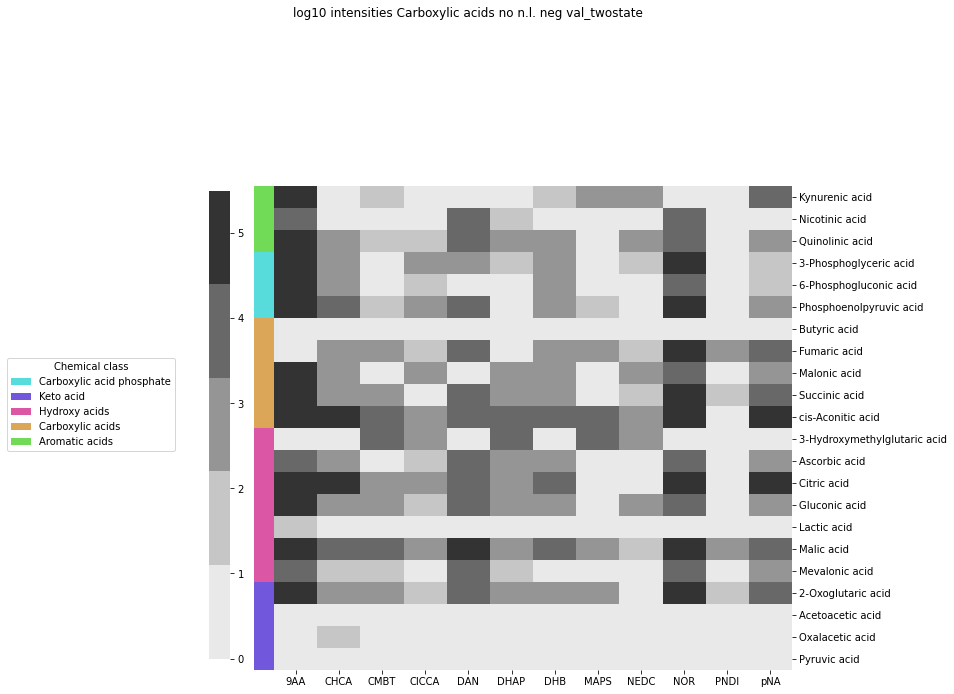 log10 intensities Carboxylic acids no n.l. neg val_twostate
Kynurenic acid
Nicotinic acid
Quinolinic acid
3-Phosphoglyceric acid
6-Phosphogluconic acid
Phosphoenolpyruvic acid
Butyric acid
Fumaric acid
Malonic acid
Succinic acid
cis-Aconitic acid
3-Hydroxymethylglutaric acid
Ascorbic acid
Citric acid
Gluconic acid
Lactic acid
Malic acid
Mevalonic acid
2-Oxoglutaric acid
Acetoacetic acid
Oxalacetic acid
Pyruvic acid
5
4
3
2
1
0
Chemical class
Carboxylic acid phosphate
Keto acid
Hydroxy acids
Carboxylic acids
Aromatic acids
9AA CHCA CMBT ClCCA DAN DHAP DHB MAPS NEDC NOR PNDI pNA